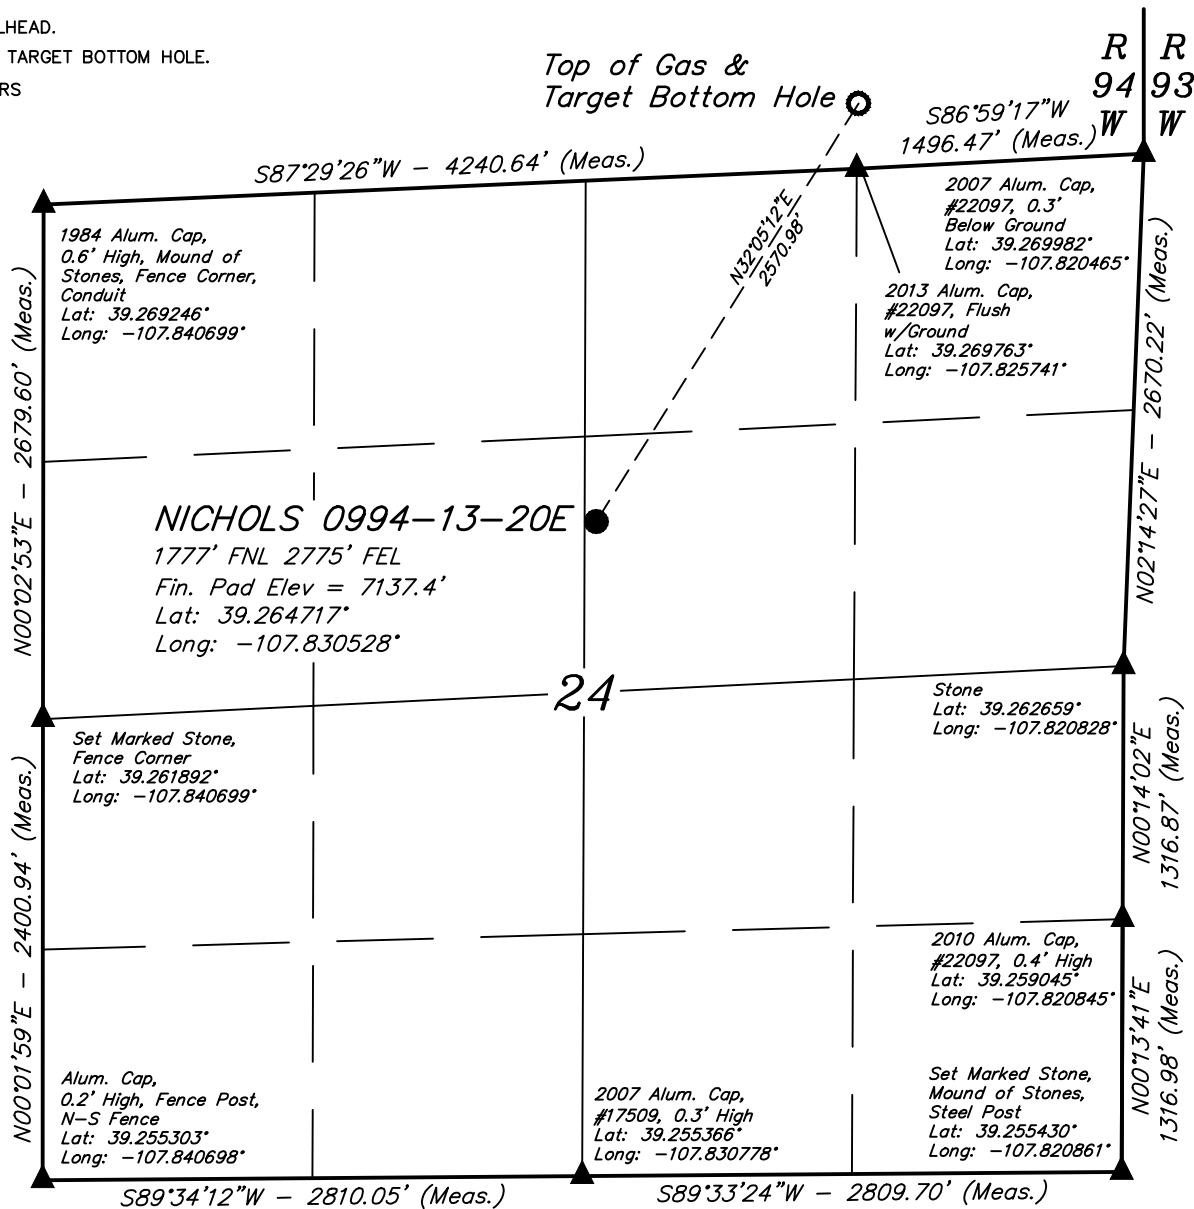 LHEAD.
TARGET BOTTOM HOLE.
RS
Top of Gas &
Target Bottom Hole
R R
94 93
W W
S86°59'17"W
1496.47' (Meas.)
S87°29'26"W – 4240.64' (Meas.)
N32°05'12"E
2570.98'
1984 Alum. Cap,
0.6' High, Mound of
Stones, Fence Corner,
Conduit
Lat: 39.269246°
Long: -107.840699°
2007 Alum. Cap,
#22097, 0.3'
Below Ground
Lat: 39.269982°
Long: -107.820465°
2013 Alum. Cap,
#22097, Flush
w/Ground
Lat: 39.269763°
Long: -107.825741°
N00°02'53"E – 2679.60' (Meas.)
N02°14'27"E – 2670.22' (Meas.)
NICHOLS 0994-13-20E
1777' FNL 2775' FEL
Fin. Pad Elev = 7137.4'
Lat: 39.264717°
Long: -107.830528°
24
Stone
Lat: 39.262659°
Long: -107.820828°
Set Marked Stone,
Fence Corner
Lat: 39.261892°
Long: -107.840699°
N00°14'02"E
1316.87' (Meas.)
N00°01'59"E – 2400.94' (Meas.)
2010 Alum. Cap,
#22097, 0.4' High
Lat: 39.259045°
Long: -107.820845°
N00°13'41"E
1316.98' (Meas.)
Alum. Cap,
0.2' High, Fence Post,
N-S Fence
Lat: 39.255303°
Long: -107.840698°
2007 Alum. Cap,
#17509, 0.3' High
Lat: 39.255366°
Long: -107.830778°
Set Marked Stone,
Mound of Stones,
Steel Post
Lat: 39.255430°
Long: -107.820861°
S89°34'12"W – 2810.05' (Meas.)
S89°33'24"W – 2809.70' (Meas.)